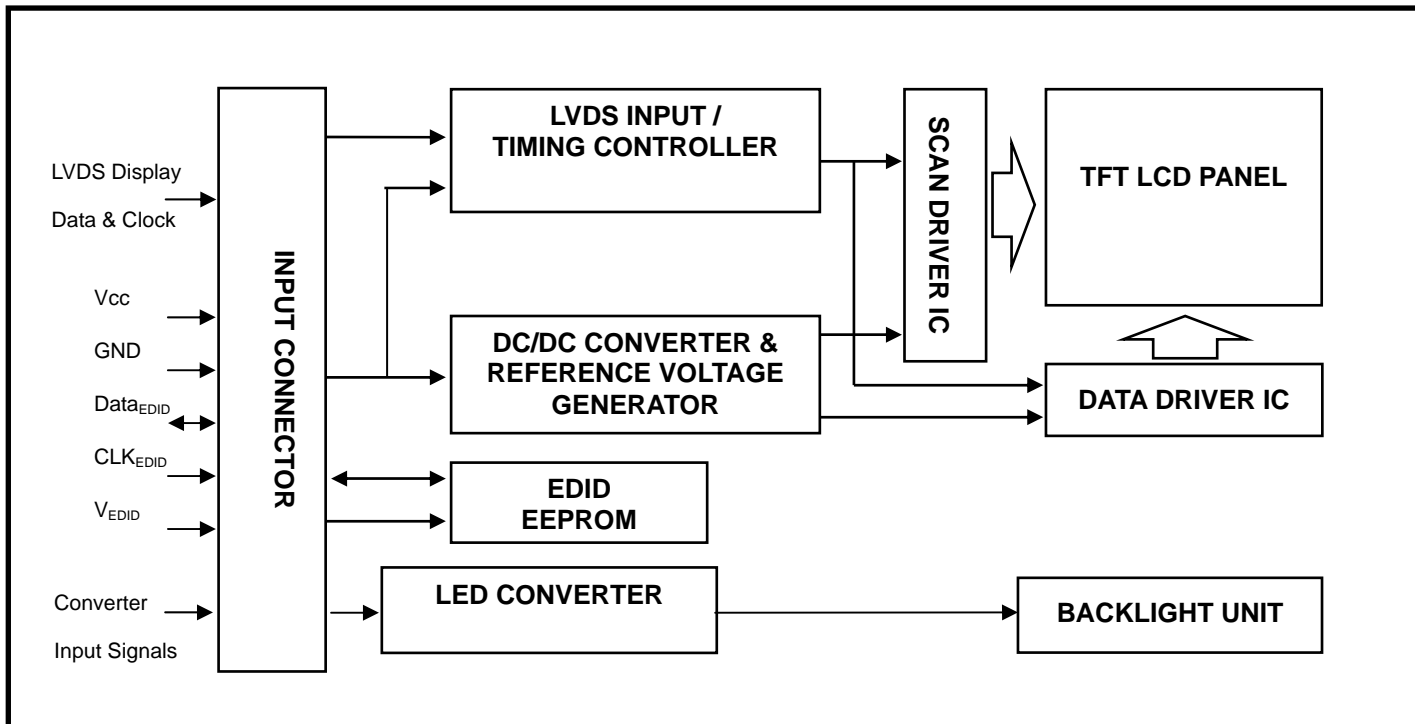 LVDS Display
Data & Clock
Vcc
GND
DataEDID
CLKEDID
VEDID
Converter
Input Signals
INPUT CONNECTOR
LVDS INPUT /
TIMING CONTROLLER
DC/DC CONVERTER &
REFERENCE VOLTAGE
GENERATOR
EDID
EEPROM
LED CONVERTER
SCAN DRIVER IC
TFT LCD PANEL
DATA DRIVER IC
BACKLIGHT UNIT